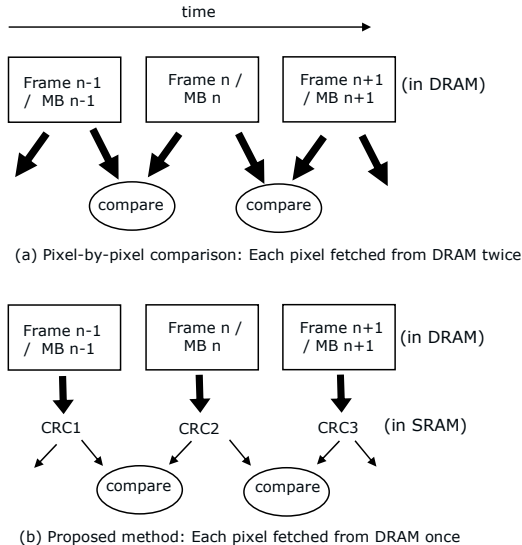 time
Frame n-1 / MB n-1
Frame n / MB n
Frame n+1 / MB n+1
(in DRAM)
compare
compare
(a) Pixel-by-pixel comparison: Each pixel fetched from DRAM twice
Frame n-1 / MB n-1
Frame n / MB n
Frame n+1 / MB n+1
(in DRAM)
CRC1
CRC2
CRC3
(in SRAM)
compare
compare
(b) Proposed method: Each pixel fetched from DRAM once